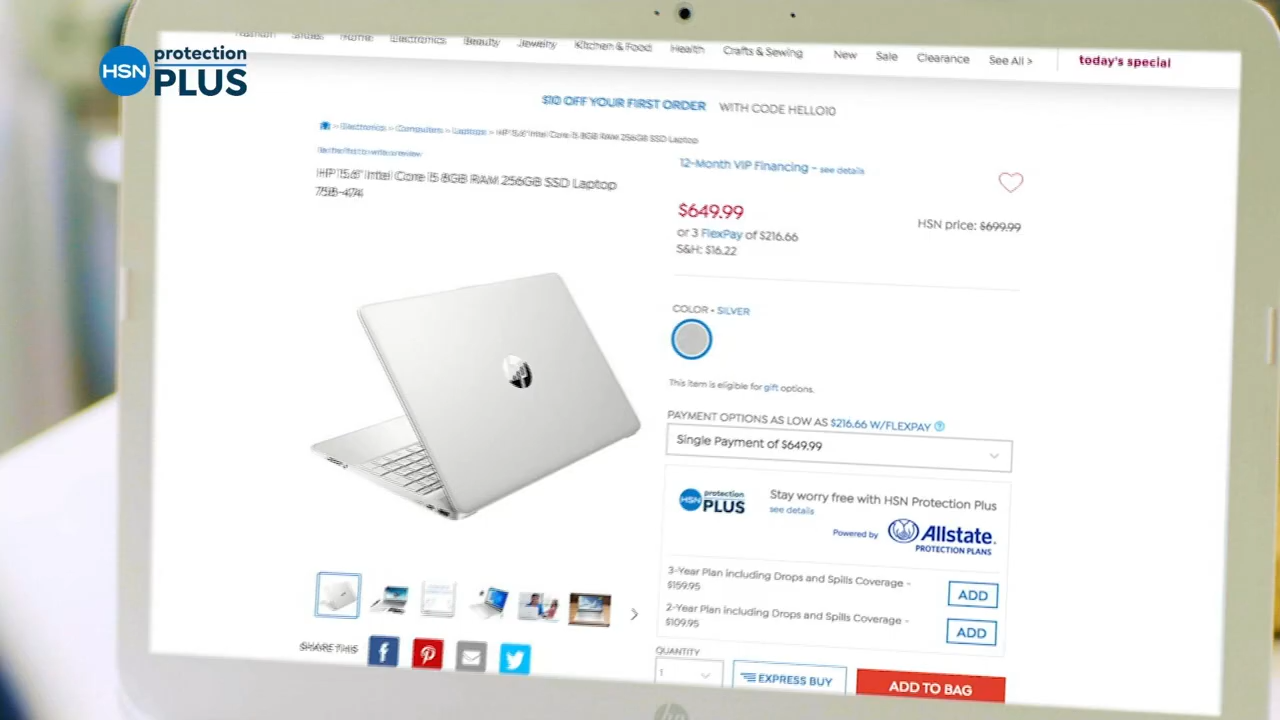 HSN protection PLUS
Fashion Shoes Home Electronics Beauty Jewelry Kitchen & Food Health Crafts & Sewing New Sale Clearance See All > today's special
$10 OFF YOUR FIRST ORDER WITH CODE HELLO10
> Electronics > Computers > Laptops > HP 15.6" Intel Core i5 8GB RAM 256GB SSD Laptop
Be the first to write a review
HP 15.6" Intel Core i5 8GB RAM 256GB SSD Laptop
758-474
12-Month VIP Financing - see details
$649.99
HSN price: $699.99
or 3 FlexPay of $216.66
S&H: $16.22
COLOR • SILVER
This item is eligible for gift options.
PAYMENT OPTIONS AS LOW AS $216.66 W/FLEXPAY ?
Single Payment of $649.99
HSN protection PLUS
Stay worry free with HSN Protection Plus
see details
Powered by Allstate.
PROTECTION PLANS
3-Year Plan including Drops and Spills Coverage -
$159.95
ADD
2-Year Plan including Drops and Spills Coverage -
$109.95
ADD
SHARE THIS
QUANTITY
1
EXPRESS BUY
ADD TO BAG
hp